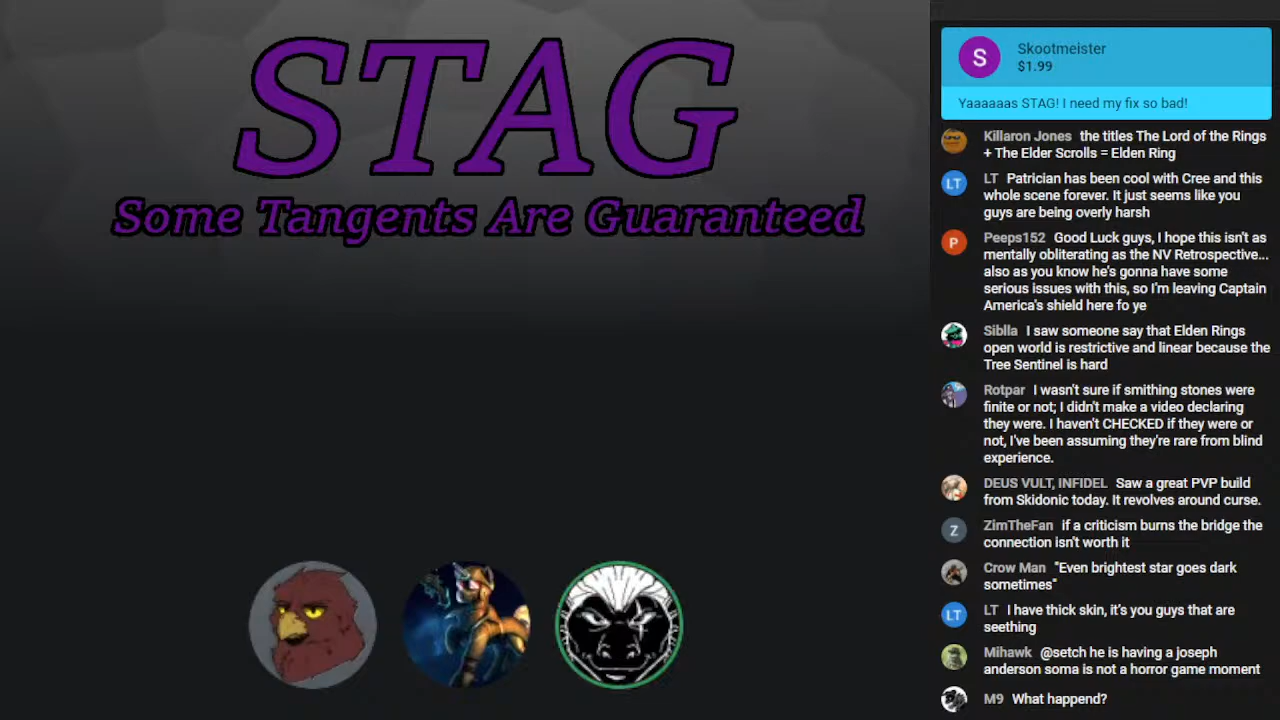 STAG
Some Tangents Are Guaranteed
S
Skootmeister
$1.99
Yaaaaaas STAG! I need my fix so bad!
Killaron Jones the titles The Lord of the Rings
+ The Elder Scrolls = Elden Ring
LT LT Patrician has been cool with Cree and this
whole scene forever. It just seems like you
guys are being overly harsh
P Peeps152 Good Luck guys, I hope this isn't as
mentally obliterating as the NV Retrospective...
also as you know he's gonna have some
serious issues with this, so I'm leaving Captain
America's shield here fo ye
Siblla I saw someone say that Elden Rings
open world is restrictive and linear because the
Tree Sentinel is hard
Rotpar I wasn't sure if smithing stones were
finite or not; I didn't make a video declaring
they were. I haven't CHECKED if they were or
not, I've been assuming they're rare from blind
experience.
DEUS VULT, INFIDEL Saw a great PVP build
from Skidonic today. It revolves around curse.
Z ZimTheFan if a criticism burns the bridge the
connection isn't worth it
Crow Man "Even brightest star goes dark
sometimes"
LT LT I have thick skin, it's you guys that are
seething
Mihawk @setch he is having a joseph
anderson soma is not a horror game moment
M9 What happend?